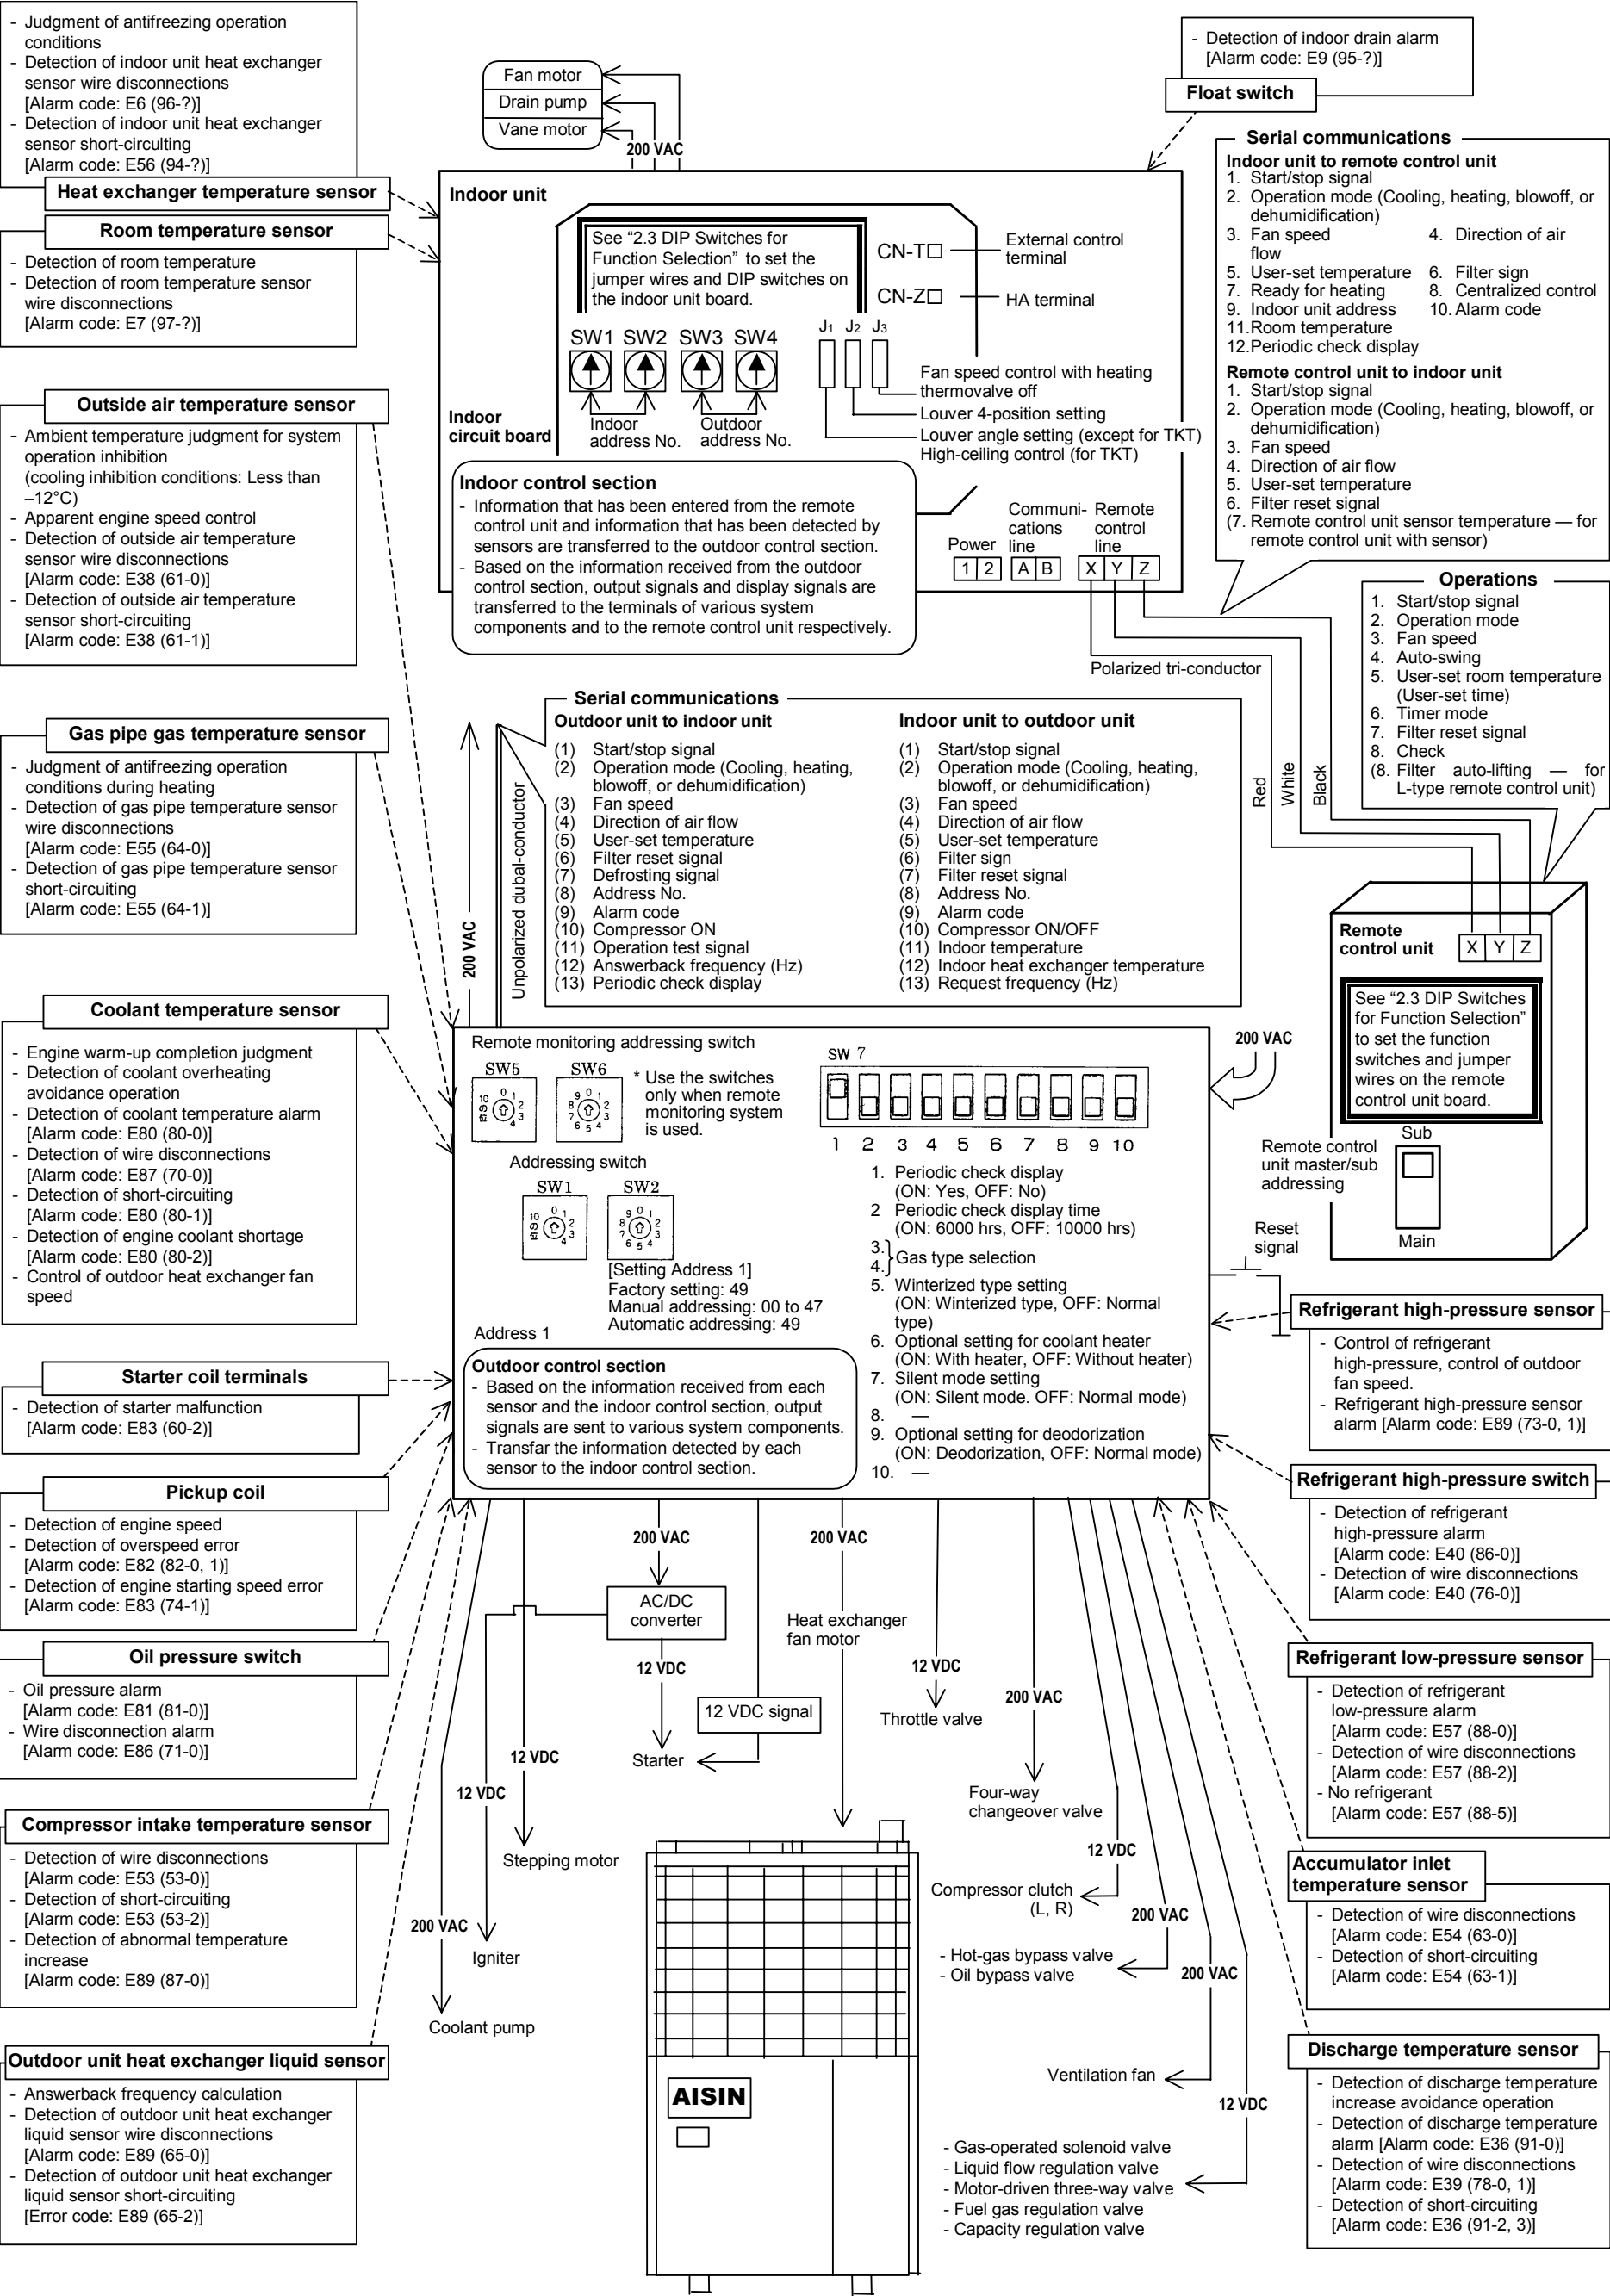 - Judgment of antifreezing operation
conditions
- Detection of indoor unit heat exchanger
sensor wire disconnections
[Alarm code: E6 (96-?)]
- Detection of indoor unit heat exchanger
sensor short-circulting
[Alarm code: E56 (94-?)]
Heat exchanger temperature sensor
Room temperature sensor
- Detection of room temperature
- Detection of room temperature sensor
wire disconnections
[Alarm code: E7 (97-?)]
Outside air temperature sensor
- Ambient temperature judgment for system
operation inhibition
(cooling inhibition conditions: Less than
–12°C)
- Apparent engine speed control
- Detection of outside air temperature
sensor wire disconnections
[Alarm code: E38 (61-0)]
- Detection of outside air temperature
sensor short-circuiting
[Alarm code: E38 (61-1)]
Gas pipe gas temperature sensor
- Judgment of antifreezing operation
conditions during heating
- Detection of gas pipe temperature sensor
wire disconnections
[Alarm code: E55 (64-0)]
- Detection of gas pipe temperature sensor
short-circuiting
[Alarm code: E55 (64-1)]
Coolant temperature sensor
- Engine warm-up completion judgment
- Detection of coolant overheating
avoidance operation
- Detection of coolant temperature alarm
[Alarm code: E80 (80-0)]
- Detection of wire disconnections
[Alarm code: E87 (70-0)]
- Detection of short-circuiting
[Alarm code: E80 (80-1)]
- Detection of engine coolant shortage
[Alarm code: E80 (80-2)]
- Control of outdoor heat exchanger fan
speed
Starter coil terminals
- Detection of starter malfunction
[Alarm code: E83 (60-2)]
Pickup coil
- Detection of engine speed
- Detection of overspeed error
[Alarm code: E82 (82-0, 1)]
- Detection of engine starting speed error
[Alarm code: E83 (74-1)]
Oil pressure switch
- Oil pressure alarm
[Alarm code: E81 (81-0)]
- Wire disconnection alarm
[Alarm code: E86 (71-0)]
Compressor intake temperature sensor
- Detection of wire disconnections
[Alarm code: E53 (53-0)]
- Detection of short-circuiting
[Alarm code: E53 (53-2)]
- Detection of abnormal temperature
increase
[Alarm code: E89 (87-0)]
Outdoor unit heat exchanger liquid sensor
- Answerback frequency calculation
- Detection of outdoor unit heat exchanger
liquid sensor wire disconnections
[Alarm code: E89 (65-0)]
- Detection of outdoor unit heat exchanger
liquid sensor short-circuiting
[Error code: E89 (65-2)]
Fan motor
Drain pump
Vane motor
200 VAC
Indoor unit
See “2.3 DIP Switches for
Function Selection” to set the
jumper wires and DIP switches on
the indoor unit board.
CN-T□
External control
terminal
CN-Z□
HA terminal
J1 J2 J3
SW1 SW2 SW3 SW4
Indoor
address No.
Outdoor
address No.
Indoor
circuit board
Fan speed control with heating
thermovalve off
Louver 4-position setting
Louver angle setting (except for TKT)
High-ceiling control (for TKT)
Indoor control section
- Information that has been entered from the remote
control unit and information that has been detected by
sensors are transferred to the outdoor control section.
- Based on the information received from the outdoor
control section, output signals and display signals are
transferred to the terminals of various system
components and to the remote control unit respectively.
Power
1 2
Communi-
cations
line
A B
Remote
control
line
X Y Z
Polarized tri-conductor
Red
White
Black
- Detection of indoor drain alarm
[Alarm code: E9 (95-?)]
Float switch
Serial communications
Indoor unit to remote control unit
1. Start/stop signal
2. Operation mode (Cooling, heating, blowoff, or
dehumidification)
3. Fan speed 4. Direction of air
flow
5. User-set temperature 6. Filter sign
7. Ready for heating 8. Centralized control
9. Indoor unit address 10. Alarm code
11. Room temperature
12. Periodic check display
Remote control unit to indoor unit
1. Start/stop signal
2. Operation mode (Cooling, heating, blowoff, or
dehumidification)
3. Fan speed
4. Direction of air flow
5. User-set temperature
6. Filter reset signal
(7. Remote control unit sensor temperature — for
remote control unit with sensor)
Operations
1. Start/stop signal
2. Operation mode
3. Fan speed
4. Auto-swing
5. User-set room temperature
(User-set time)
6. Timer mode
7. Filter reset signal
8. Check
(8. Filter auto-lifting — for
L-type remote control unit)
200 VAC
Unpolarized dubal-conductor
Serial communications
Outdoor unit to indoor unit
(1) Start/stop signal
(2) Operation mode (Cooling, heating,
blowoff, or dehumidification)
(3) Fan speed
(4) Direction of air flow
(5) User-set temperature
(6) Filter reset signal
(7) Defrosting signal
(8) Address No.
(9) Alarm code
(10) Compressor ON
(11) Operation test signal
(12) Answerback frequency (Hz)
(13) Periodic check display
Indoor unit to outdoor unit
(1) Start/stop signal
(2) Operation mode (Cooling, heating,
blowoff, or dehumidification)
(3) Fan speed
(4) Direction of air flow
(5) User-set temperature
(6) Filter sign
(7) Filter reset signal
(8) Address No.
(9) Alarm code
(10) Compressor ON/OFF
(11) Indoor temperature
(12) Indoor heat exchanger temperature
(13) Request frequency (Hz)
Remote
control unit
X Y Z
See “2.3 DIP Switches
for Function Selection”
to set the function
switches and jumper
wires on the remote
control unit board.
Sub
Remote control
unit master/sub
addressing
Main
200 VAC
Reset
signal
Remote monitoring addressing switch
SW5 SW6
* Use the switches
only when remote
monitoring system
is used.
Addressing switch
SW1 SW2
[Setting Address 1]
Factory setting: 49
Manual addressing: 00 to 47
Automatic addressing: 49
Address 1
SW 7
1 2 3 4 5 6 7 8 9 10
1. Periodic check display
(ON: Yes, OFF: No)
2 Periodic check display time
(ON: 6000 hrs, OFF: 10000 hrs)
3.
4.
Gas type selection
5. Winterized type setting
(ON: Winterized type, OFF: Normal
type)
6. Optional setting for coolant heater
(ON: With heater, OFF: Without heater)
7. Silent mode setting
(ON: Silent mode. OFF: Normal mode)
8. —
9. Optional setting for deodorization
(ON: Deodorization, OFF: Normal mode)
10. —
Outdoor control section
- Based on the information received from each
sensor and the indoor control section, output
signals are sent to various system components.
- Transfar the information detected by each
sensor to the indoor control section.
Refrigerant high-pressure sensor
- Control of refrigerant
high-pressure, control of outdoor
fan speed.
- Refrigerant high-pressure sensor
alarm [Alarm code: E89 (73-0, 1)]
Refrigerant high-pressure switch
- Detection of refrigerant
high-pressure alarm
[Alarm code: E40 (86-0)]
- Detection of wire disconnections
[Alarm code: E40 (76-0)]
Refrigerant low-pressure sensor
- Detection of refrigerant
low-pressure alarm
[Alarm code: E57 (88-0)]
- Detection of wire disconnections
[Alarm code: E57 (88-2)]
- No refrigerant
[Alarm code: E57 (88-5)]
Accumulator inlet
temperature sensor
- Detection of wire disconnections
[Alarm code: E54 (63-0)]
- Detection of short-circuiting
[Alarm code: E54 (63-1)]
Discharge temperature sensor
- Detection of discharge temperature
increase avoidance operation
- Detection of discharge temperature
alarm [Alarm code: E36 (91-0)]
- Detection of wire disconnections
[Alarm code: E39 (78-0, 1)]
- Detection of short-circuiting
[Alarm code: E36 (91-2, 3)]
200 VAC
AC/DC
converter
12 VDC
12 VDC signal
Starter
200 VAC
Heat exchanger
fan motor
12 VDC
Throttle valve
200 VAC
Four-way
changeover valve
12 VDC
Stepping motor
12 VDC
Igniter
200 VAC
Coolant pump
12 VDC
Compressor clutch
(L, R)
200 VAC
- Hot-gas bypass valve
- Oil bypass valve
200 VAC
Ventilation fan
12 VDC
- Gas-operated solenoid valve
- Liquid flow regulation valve
- Motor-driven three-way valve
- Fuel gas regulation valve
- Capacity regulation valve
AISIN